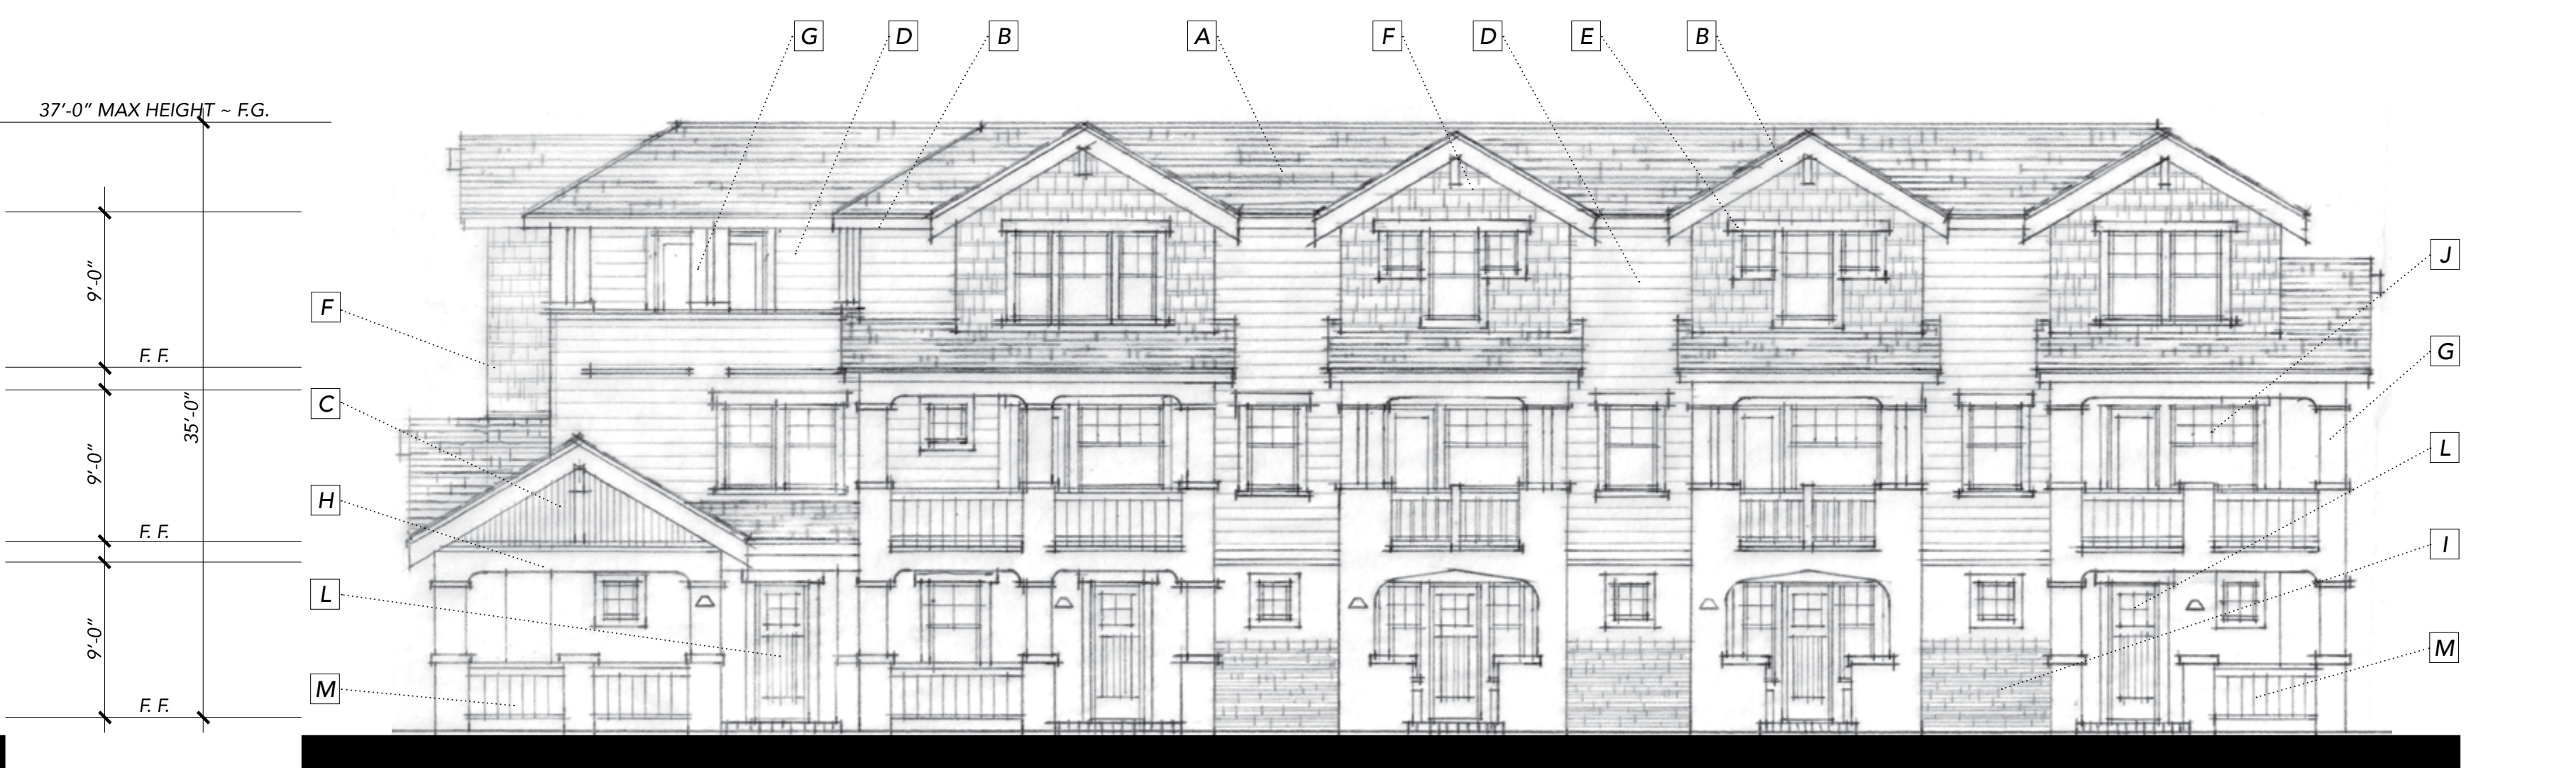 G D B A F D E B
37'-0" MAX HEIGHT ~ F.G.
9'-0"
F. F.
35'-0"
9'-0"
F. F.
9'-0"
F. F.
F
C
H
L
M
J
G
L
I
M